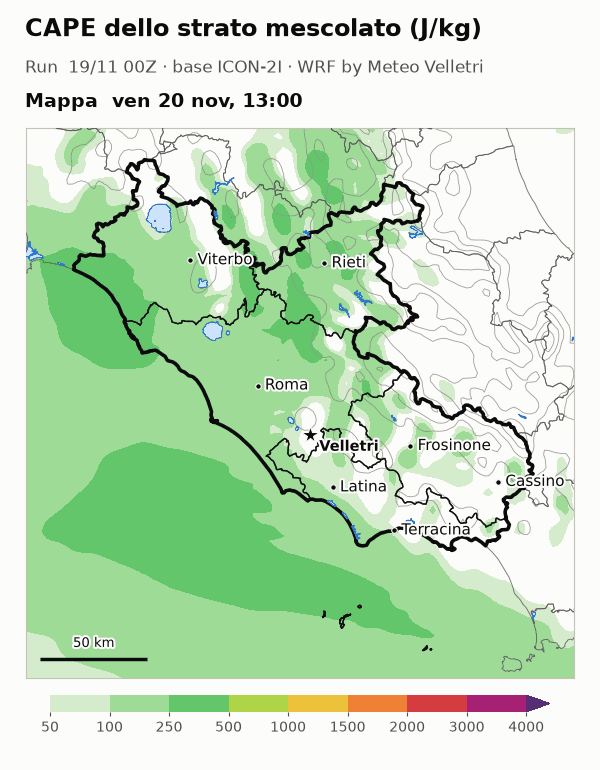 CAPE dello strato mescolato (J/kg)
Run 19/11 00Z · base ICON-2I · WRF by Meteo Velletri
Mappa ven 20 nov, 13:00
Viterbo
Rieti
Roma
Velletri
Frosinone
Latina
Cassino
Terracina
50 km
50 100 250 500 1000 1500 2000 3000 4000